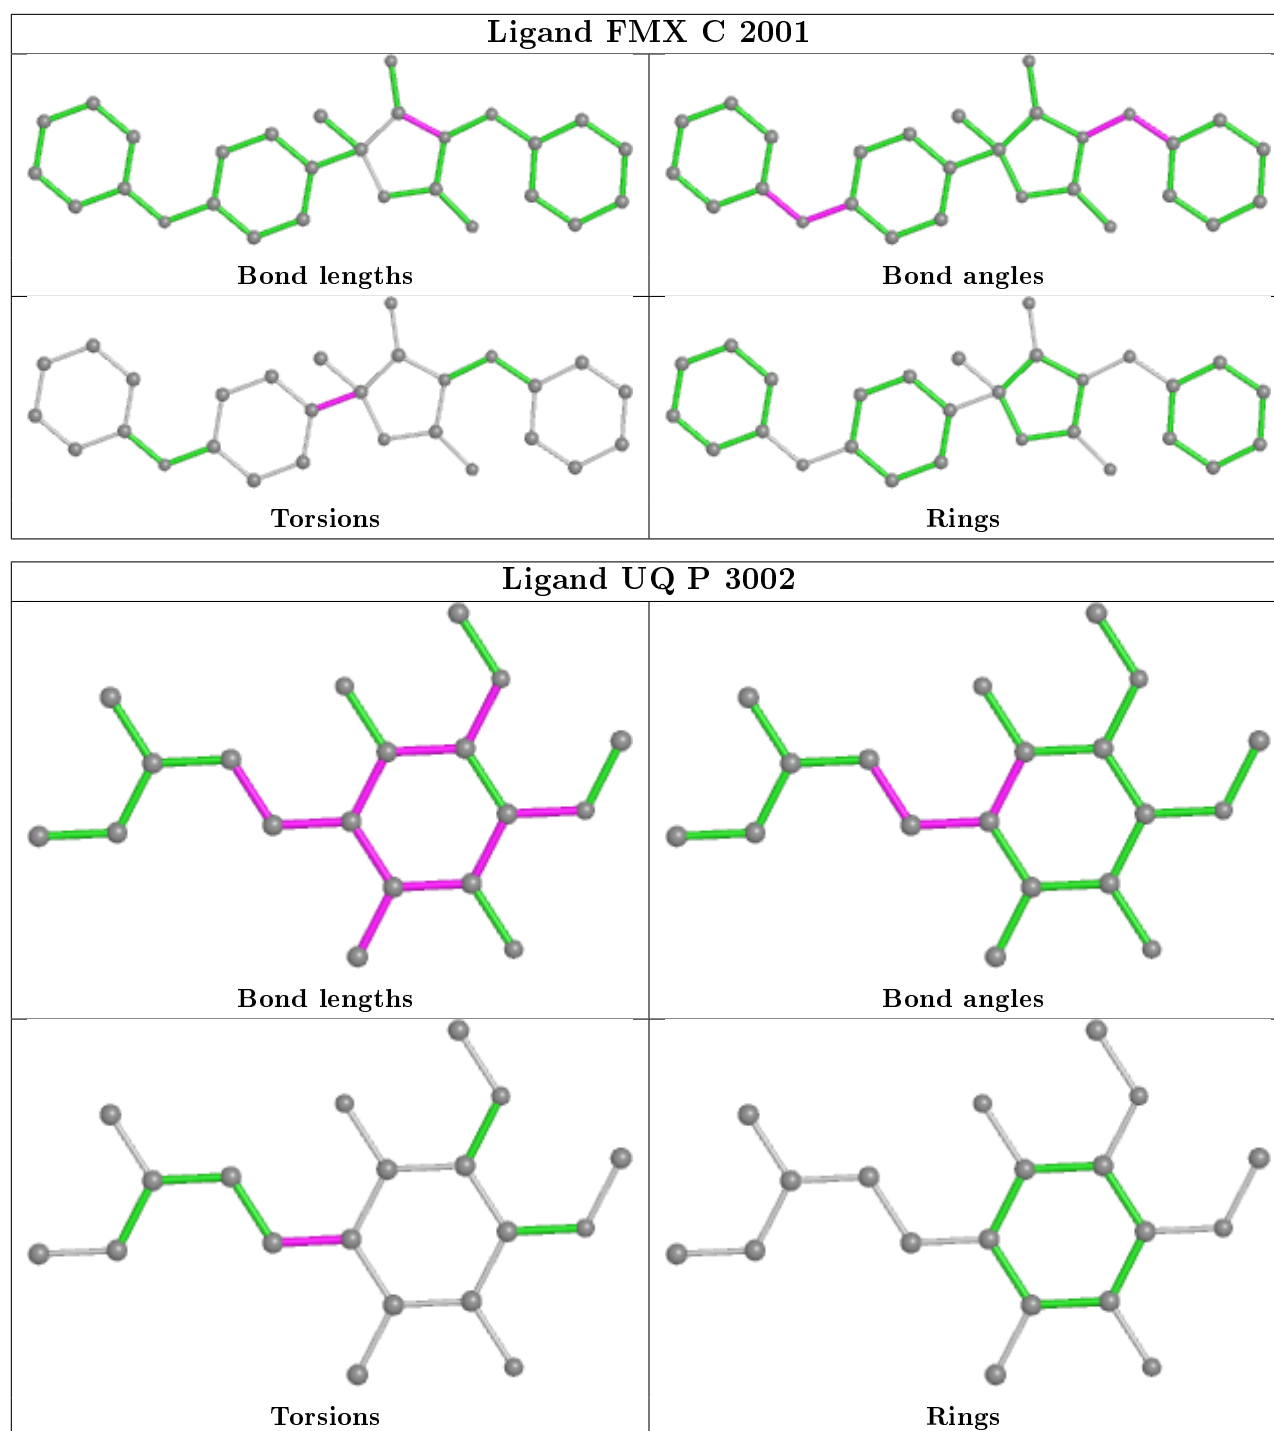 Ligand FMX C 2001
Bond lengths
Bond angles
Torsions
Rings
Ligand UQ P 3002
Bond lengths
Bond angles
Torsions
Rings